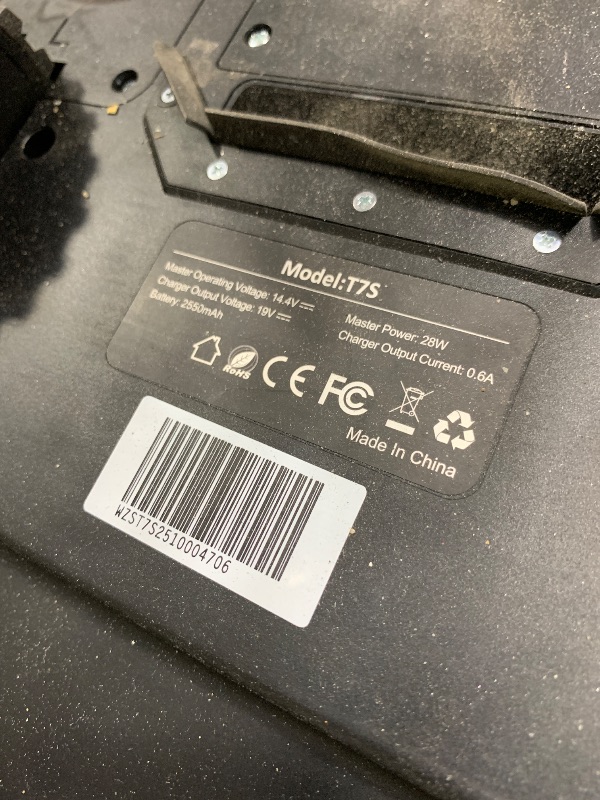 Model:T7S
Master Operating Voltage: 14.4V
Charger Output Voltage: 19V
Battery: 2550mAh
Master Power: 28W
Charger Output Current: 0.6A
RoHS
CE
FC
Made In China
WZST7S2510004706